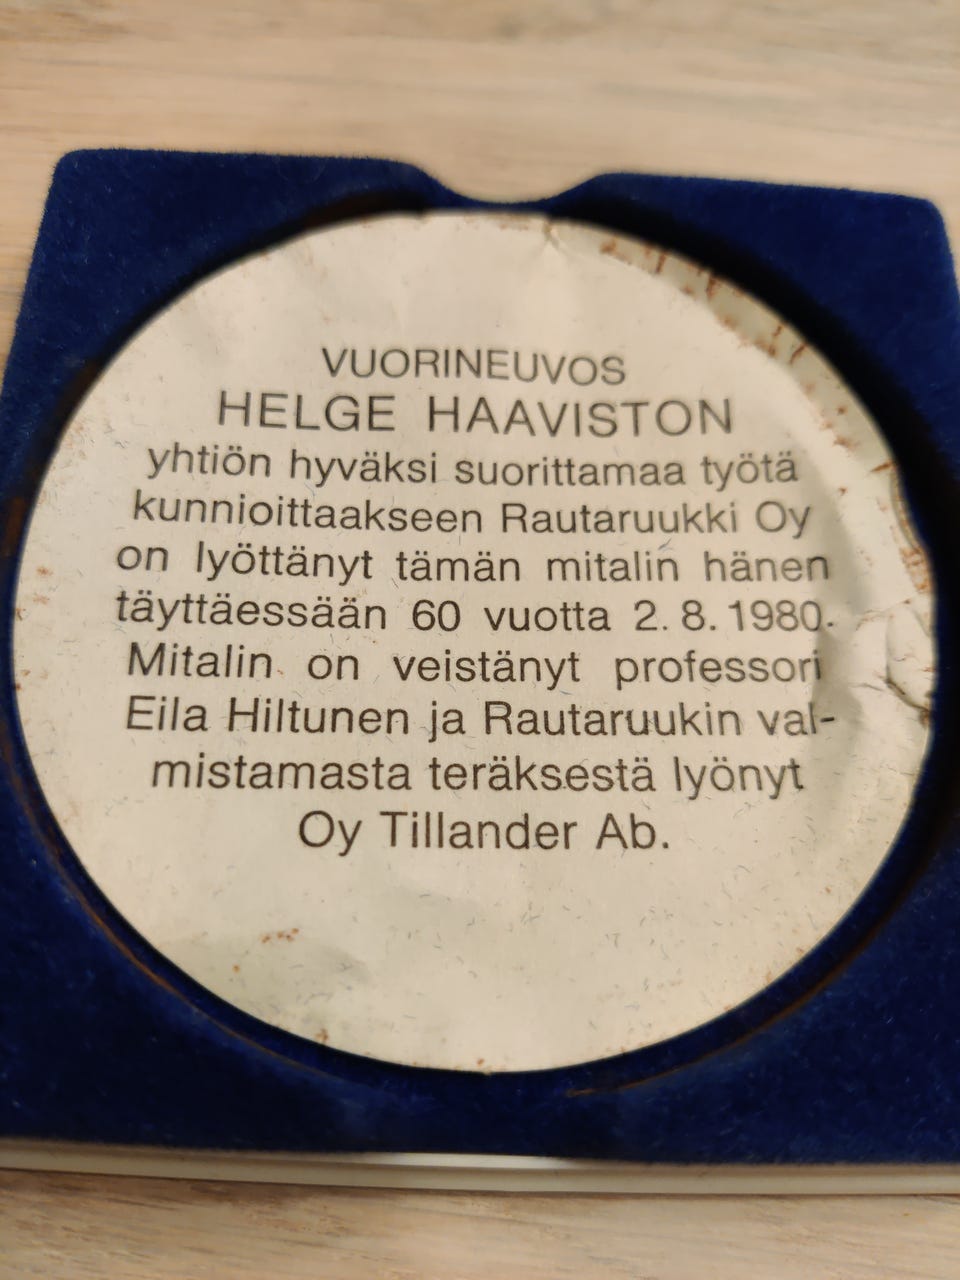 VUORINEUVOS
HELGE HAAVISTON
yhtiön hyväksi suorittamaa työtä
kunnioittaakseen Rautaruukki Oy
on lyöttänyt tämän mitalin hänen
täyttäessään 60 vuotta 2.8.1980.
Mitalin on veistänyt professori
Eila Hiltunen ja Rautaruukin val-
mistamasta teräksestä lyönyt
Oy Tillander Ab.